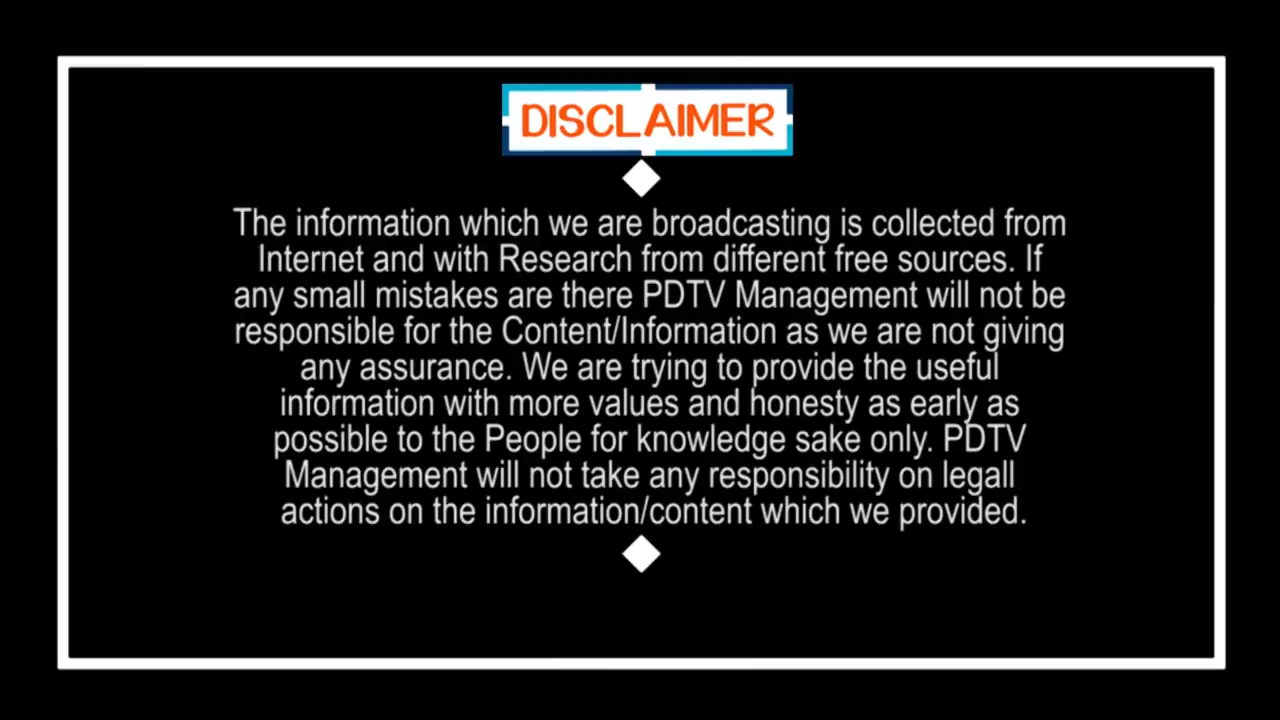 DISCLAIMER
The information which we are broadcasting is collected from
Internet and with Research from different free sources. If
any small mistakes are there PDTV Management will not be
responsible for the Content/Information as we are not giving
any assurance. We are trying to provide the useful
information with more values and honesty as early as
possible to the People for knowledge sake only. PDTV
Management will not take any responsibility on legall
actions on the information/content which we provided.